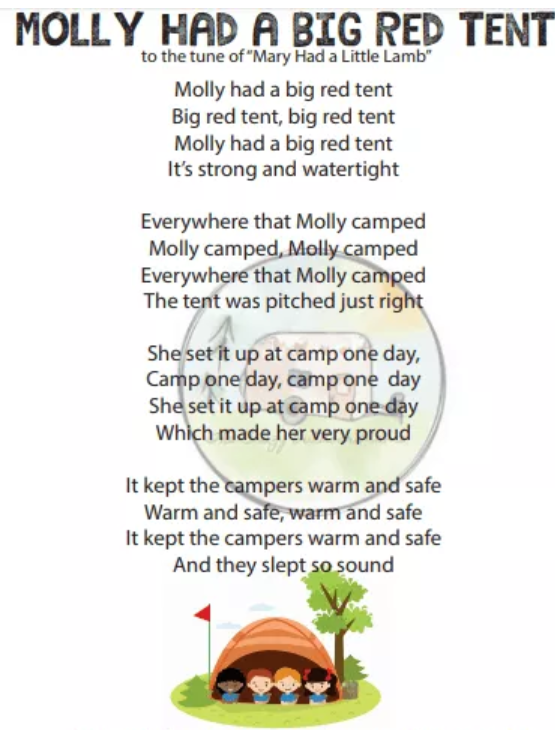 MOLLY HAD A BIG RED TENT
to the tune of "Mary Had a Little Lamb"
Molly had a big red tent
Big red tent, big red tent
Molly had a big red tent
It's strong and watertight
Everywhere that Molly camped
Molly camped, Molly camped
Everywhere that Molly camped
The tent was pitched just right
She set it up at camp one day,
Camp one day, camp one day
She set it up at camp one day
Which made her very proud
It kept the campers warm and safe
Warm and safe, warm and safe
It kept the campers warm and safe
And they slept so sound